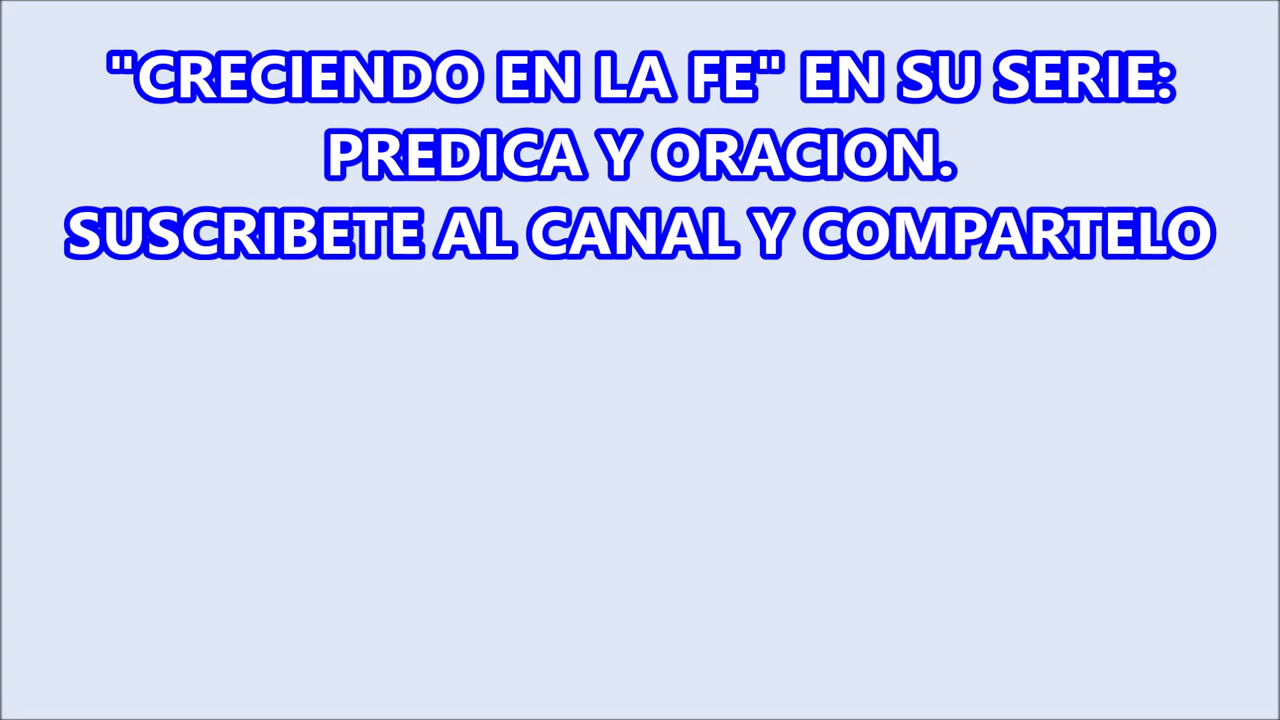 "CRECIENDO EN LA FE" EN SU SERIE:
PREDICA Y ORACION.
SUSCRIBETE AL CANAL Y COMPARTELO